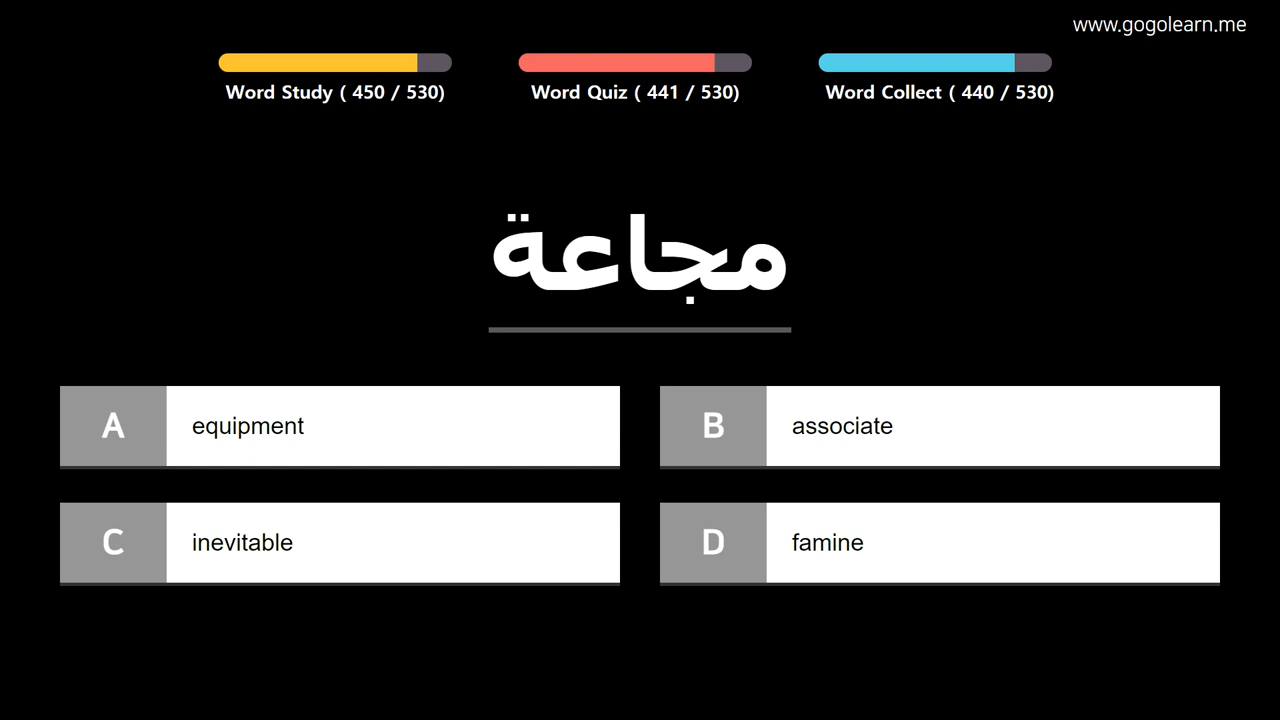 www.gogolearn.me
Word Study ( 450 / 530)
Word Quiz ( 441 / 530)
Word Collect ( 440 / 530)
مجاعة
A equipment
B associate
C inevitable
D famine